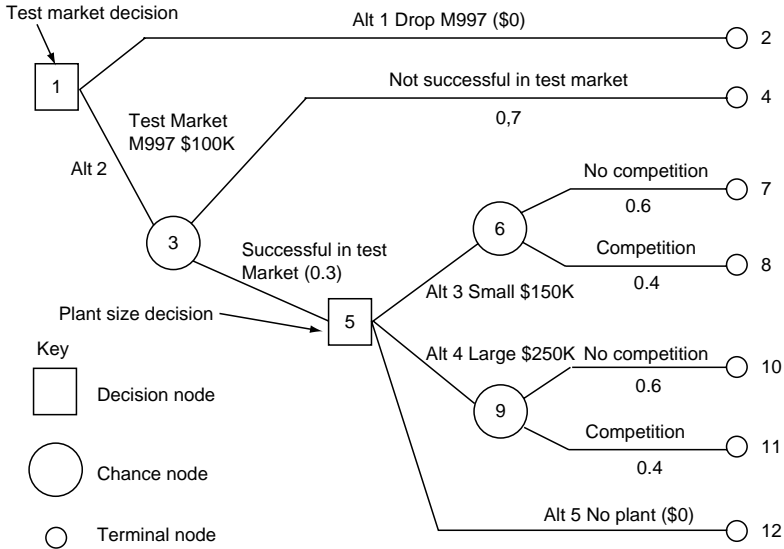 Test market decision
Alt 1 Drop M997 ($0)
2
1
Not successful in test market
4
0,7
Test Market
M997 $100K
Alt 2
No competition
7
0.6
3
6
Successful in test
Market (0.3)
Competition
8
0.4
Alt 3 Small $150K
Plant size decision
5
Key
Alt 4 Large $250K
No competition
10
0.6
Decision node
9
Competition
11
0.4
Chance node
Alt 5 No plant ($0)
12
Terminal node